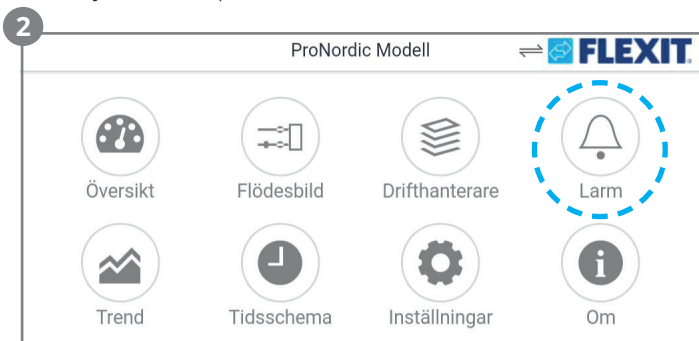 2
ProNordic Modell
FLEXIT.
Översikt
Flödesbild
Drifthanterare
Larm
Trend
Tidsschema
Inställningar
Om